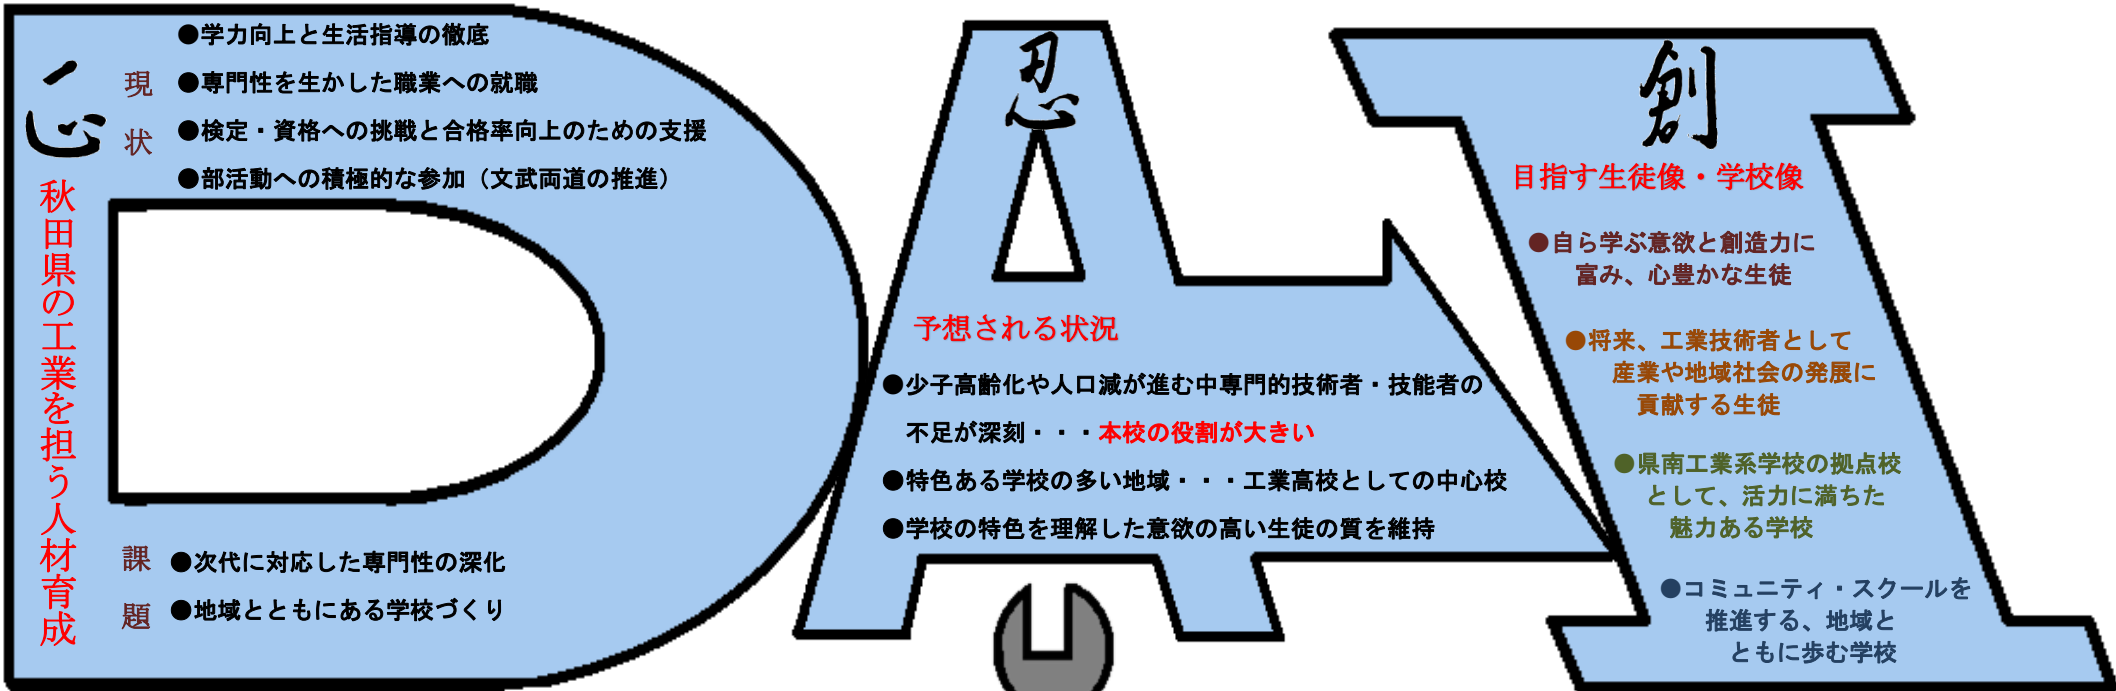 心
秋田県の工業を担う人材育成
現状
●学力向上と生活指導の徹底
●専門性を生かした職業への就職
●検定・資格への挑戦と合格率向上のための支援
●部活動への積極的な参加（文武両道の推進）
課題
●次代に対応した専門性の深化
●地域とともにある学校づくり
忍
予想される状況
●少子高齢化や人口減が進む中専門的技術者・技能者の
不足が深刻・・・本校の役割が大きい
●特色ある学校の多い地域・・・工業高校としての中心校
●学校の特色を理解した意欲の高い生徒の質を維持
創
目指す生徒像・学校像
●自ら学ぶ意欲と創造力に
富み、心豊かな生徒
●将来、工業技術者として
産業や地域社会の発展に
貢献する生徒
●県南工業系学校の拠点校
として、活力に満ちた
魅力ある学校
●コミュニティ・スクールを
推進する、地域と
ともに歩む学校